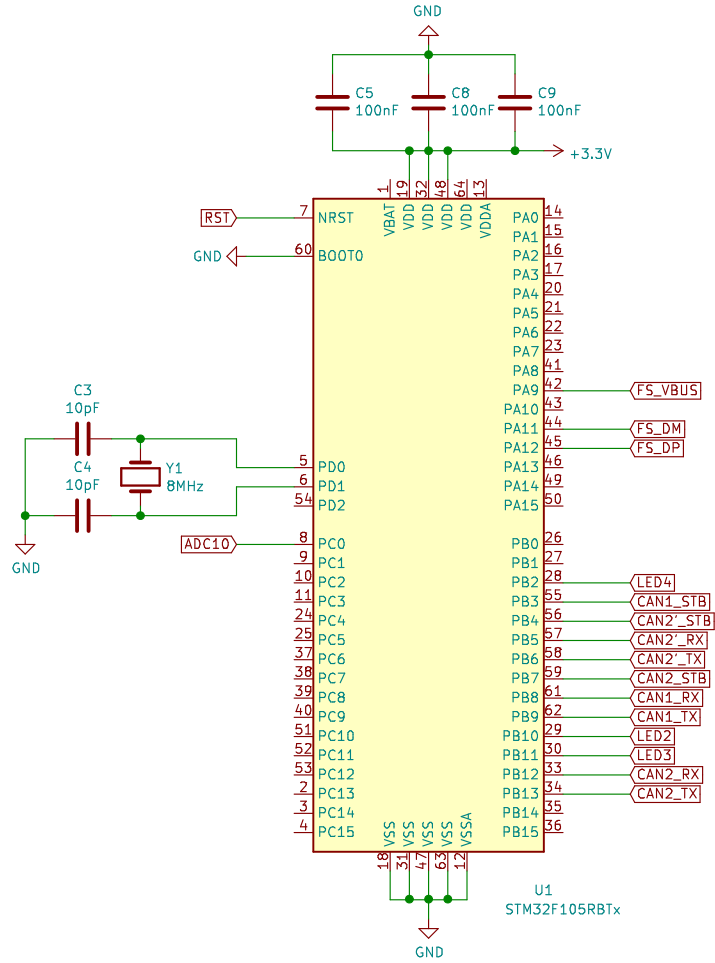 GND
C5
100nF
C8
100nF
C9
100nF
+3.3V
1
19
32
48
64
13
VBAT
VDD
VDD
VDD
VDD
VDDA
RST
7
NRST
GND
60
BOOT0
C3
10pF
C4
10pF
Y1
8MHz
GND
5
PD0
6
PD1
54
PD2
ADC10
8
PC0
9
PC1
10
PC2
11
PC3
24
PC4
25
PC5
37
PC6
38
PC7
39
PC8
40
PC9
51
PC10
52
PC11
53
PC12
2
PC13
3
PC14
4
PC15
PA0
14
PA1
15
PA2
16
PA3
17
PA4
20
PA5
21
PA6
22
PA7
23
PA8
41
PA9
42
FS_VBUS
PA10
43
PA11
44
FS_DM
PA12
45
FS_DP
PA13
46
PA14
49
PA15
50
PB0
26
PB1
27
PB2
28
LED4
PB3
55
CAN1_STB
PB4
56
CAN2'_STB
PB5
57
CAN2'_RX
PB6
58
CAN2'_TX
PB7
59
CAN2_STB
PB8
61
CAN1_RX
PB9
62
CAN1_TX
PB10
29
LED2
PB11
30
LED3
PB12
33
CAN2_RX
PB13
34
CAN2_TX
PB14
35
PB15
36
VSS
VSS
VSS
VSS
VSSA
18
31
47
63
12
U1
STM32F105RBTx
GND